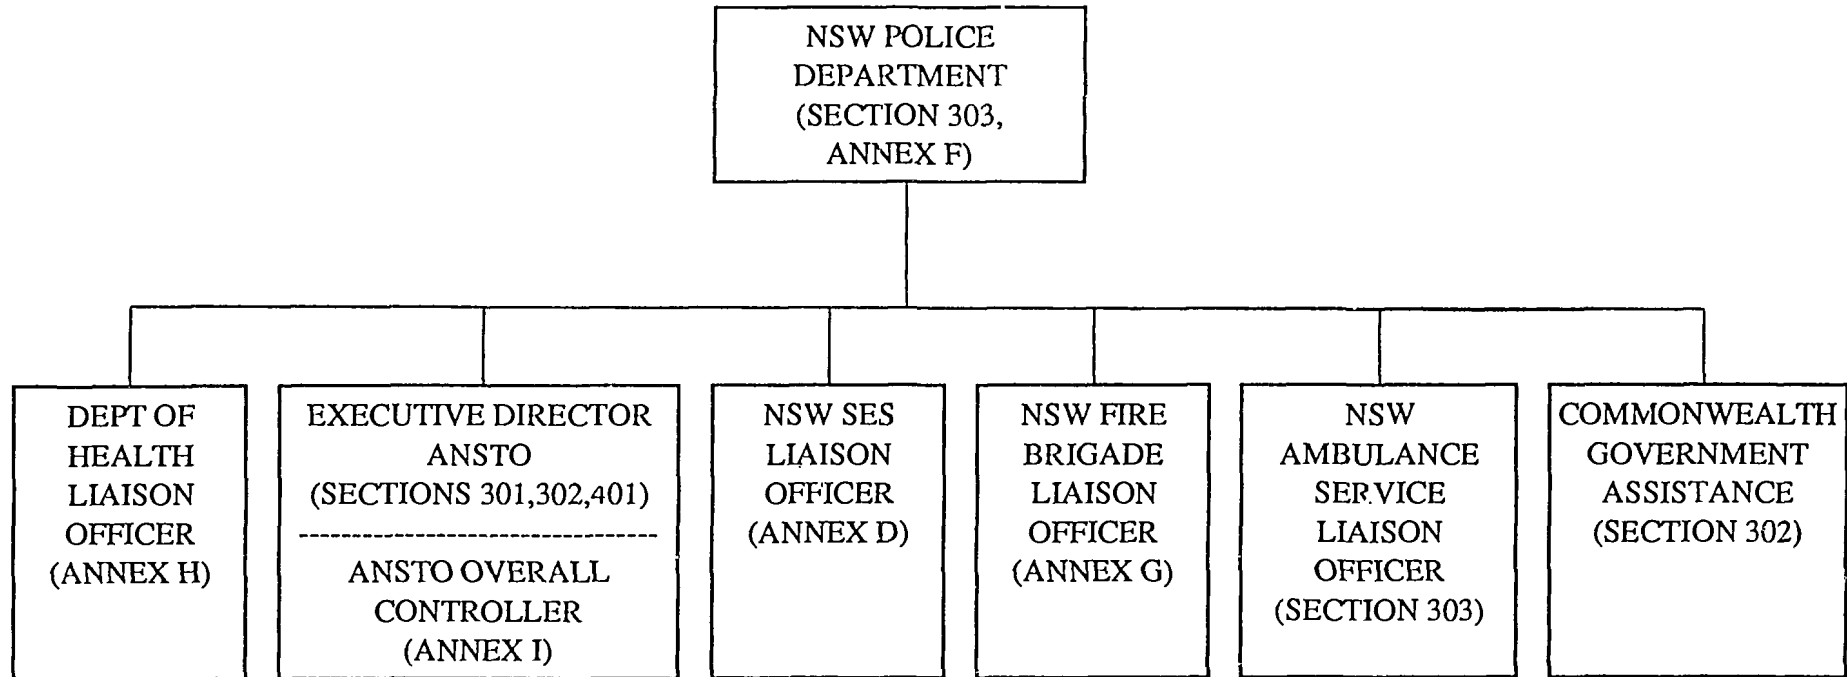 NSW POLICE
DEPARTMENT
(SECTION 303,
ANNEX F)
DEPT OF
HEALTH
LIAISON
OFFICER
(ANNEX H)
EXECUTIVE DIRECTOR
ANSTO
(SECTIONS 301,302,401)
-----------------------------------
ANSTO OVERALL
CONTROLLER
(ANNEX I)
NSW SES
LIAISON
OFFICER
(ANNEX D)
NSW FIRE
BRIGADE
LIAISON
OFFICER
(ANNEX G)
NSW
AMBULANCE
SERVICE
LIAISON
OFFICER
(SECTION 303)
COMMONWEALTH
GOVERNMENT
ASSISTANCE
(SECTION 302)